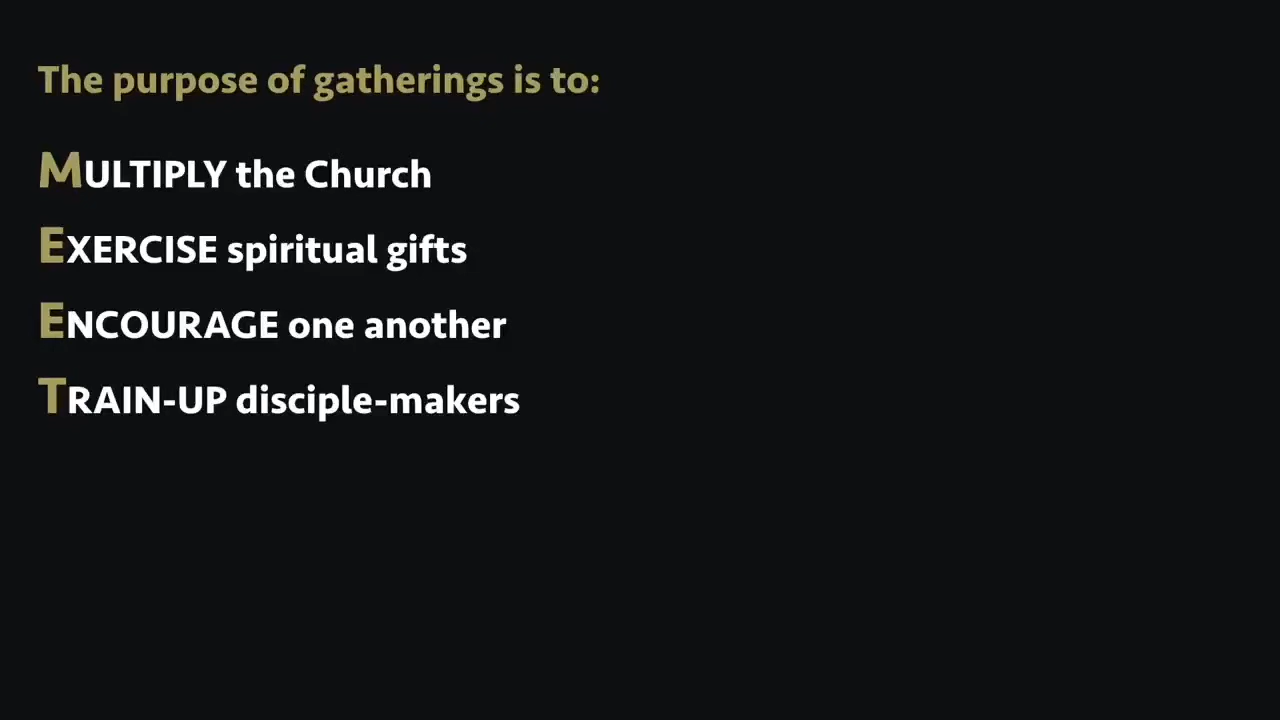 The purpose of gatherings is to:
MULTIPLY the Church
EXERCISE spiritual gifts
ENCOURAGE one another
TRAIN-UP disciple-makers